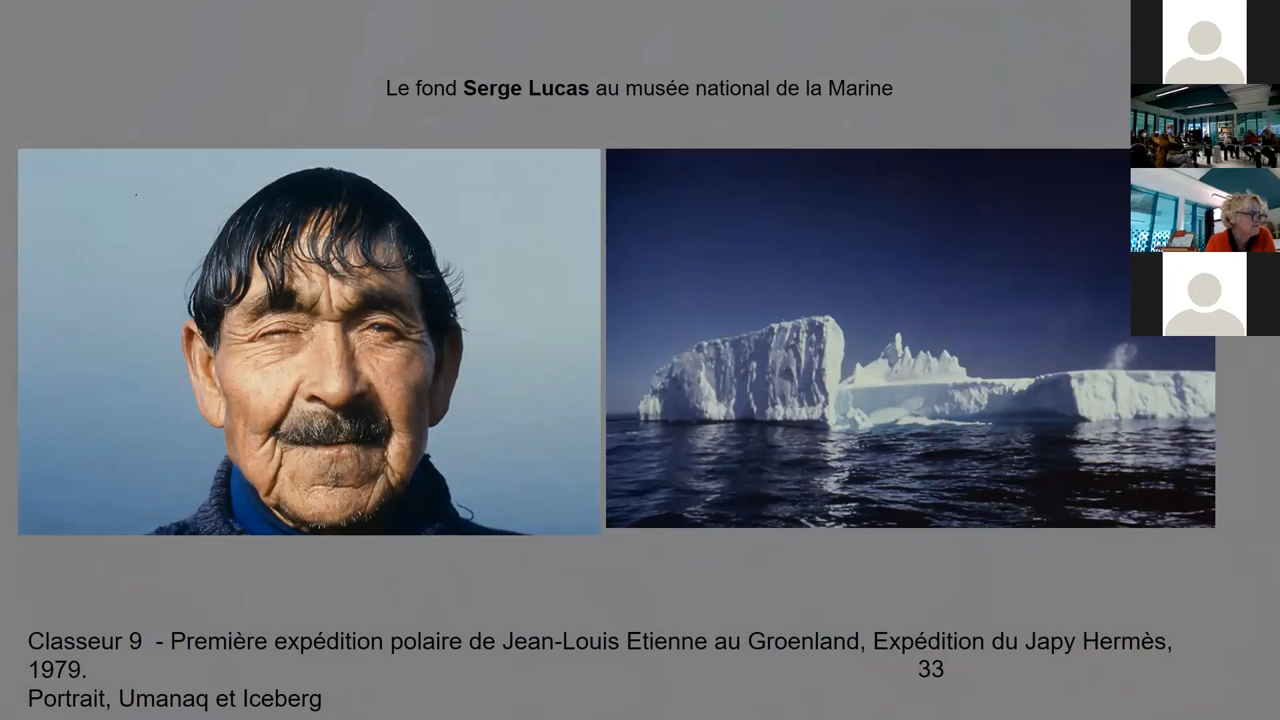 Le fond Serge Lucas au musée national de la Marine
Classeur 9 - Première expédition polaire de Jean-Louis Etienne au Groenland, Expédition du Japy Hermès,
1979.
33
Portrait, Umanaq et Iceberg